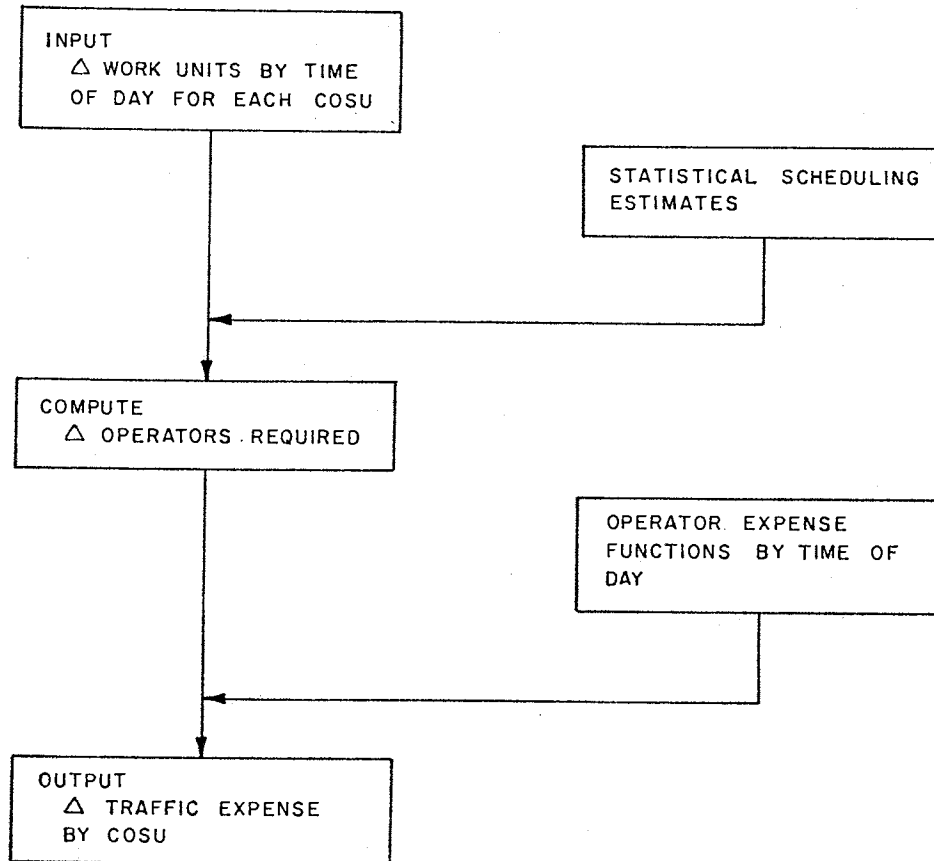 INPUT
△ WORK UNITS BY TIME
OF DAY FOR EACH COSU
STATISTICAL SCHEDULING
ESTIMATES
COMPUTE
△ OPERATORS REQUIRED
OPERATOR EXPENSE
FUNCTIONS BY TIME OF
DAY
OUTPUT
△ TRAFFIC EXPENSE
BY COSU